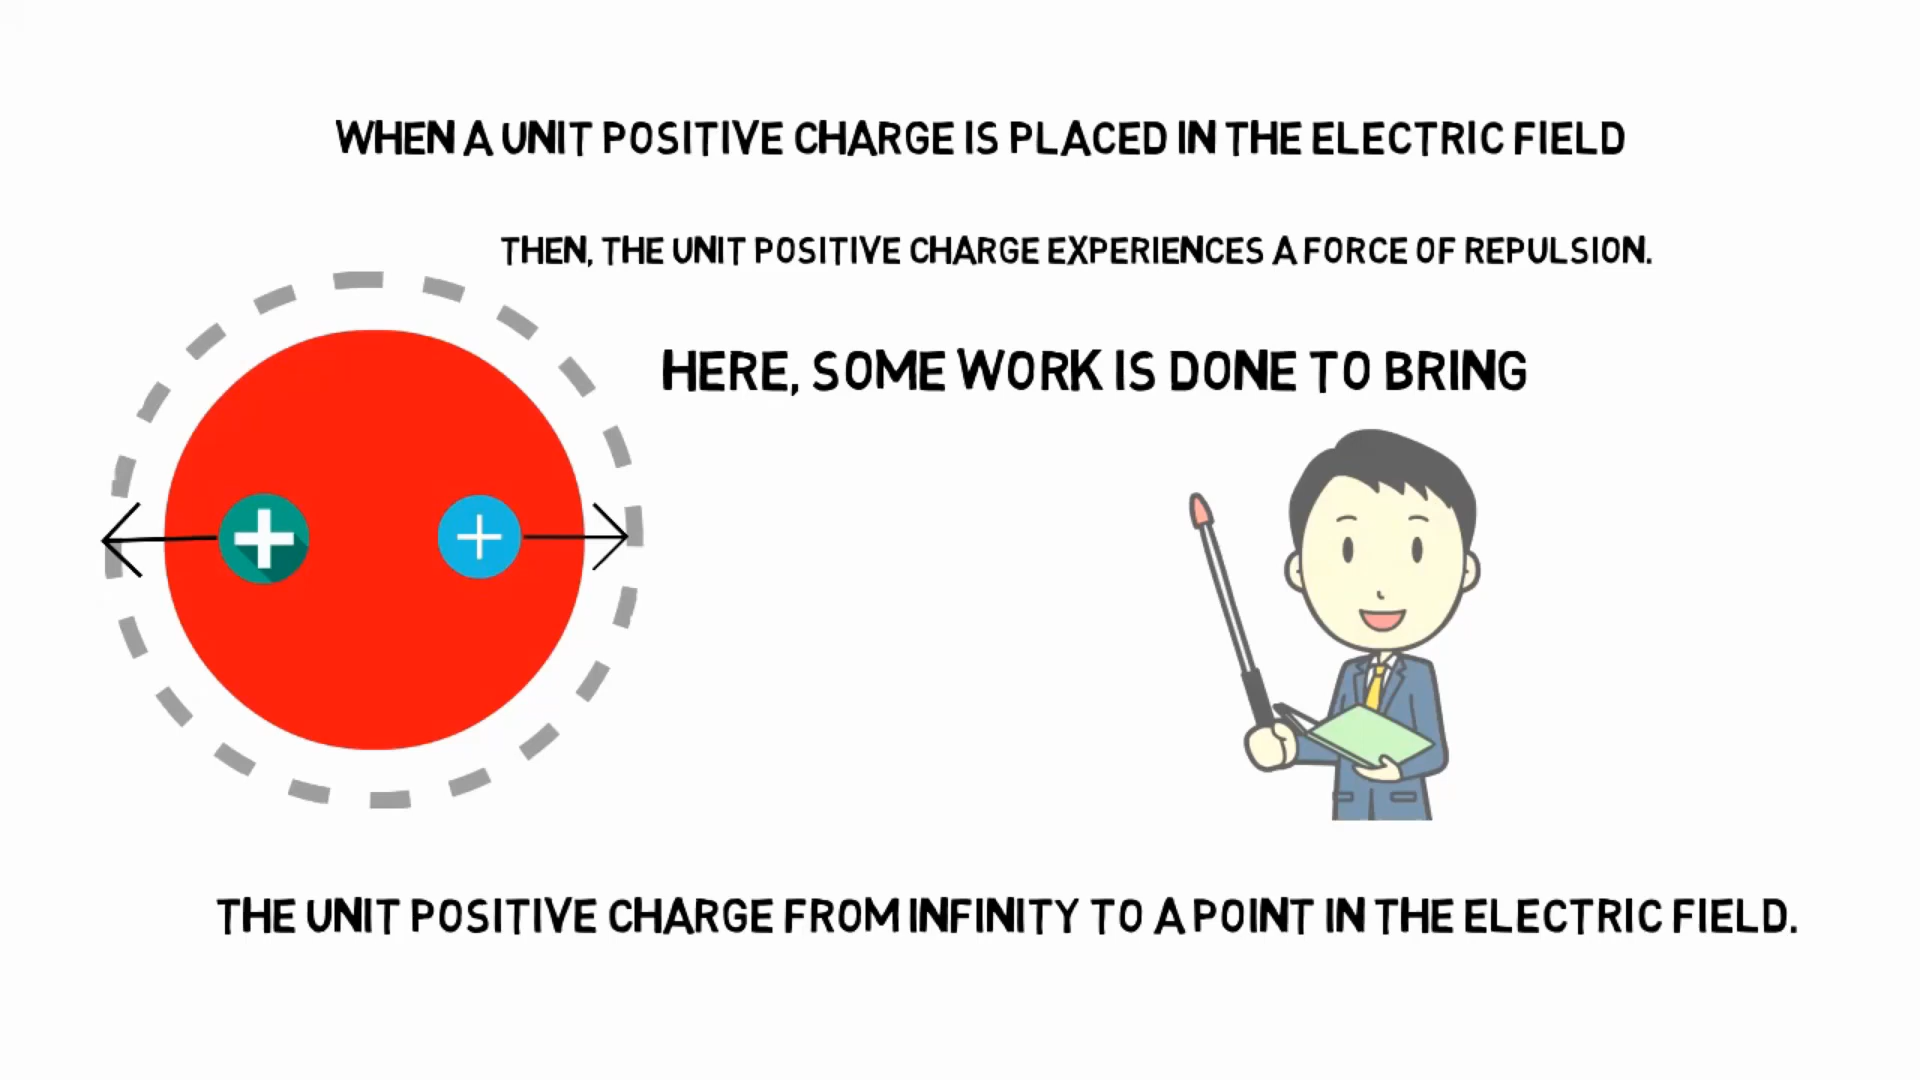 WHEN A UNIT POSITIVE CHARGE IS PLACED IN THE ELECTRIC FIELD
THEN, THE UNIT POSITIVE CHARGE EXPERIENCES A FORCE OF REPULSION.
HERE, SOME WORK IS DONE TO BRING
THE UNIT POSITIVE CHARGE FROM INFINITY TO A POINT IN THE ELECTRIC FIELD.